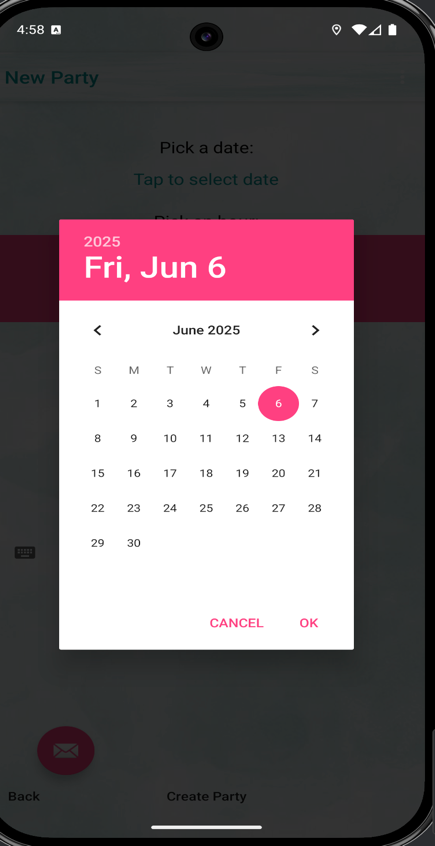 4:58 A
New Party
Pick a date:
Tap to select date
Pick an hour:
2025
Fri, Jun 6
June 2025
S M T W T F S
1 2 3 4 5 6 7
8 9 10 11 12 13 14
15 16 17 18 19 20 21
22 23 24 25 26 27 28
29 30
CANCEL OK
Back Create Party